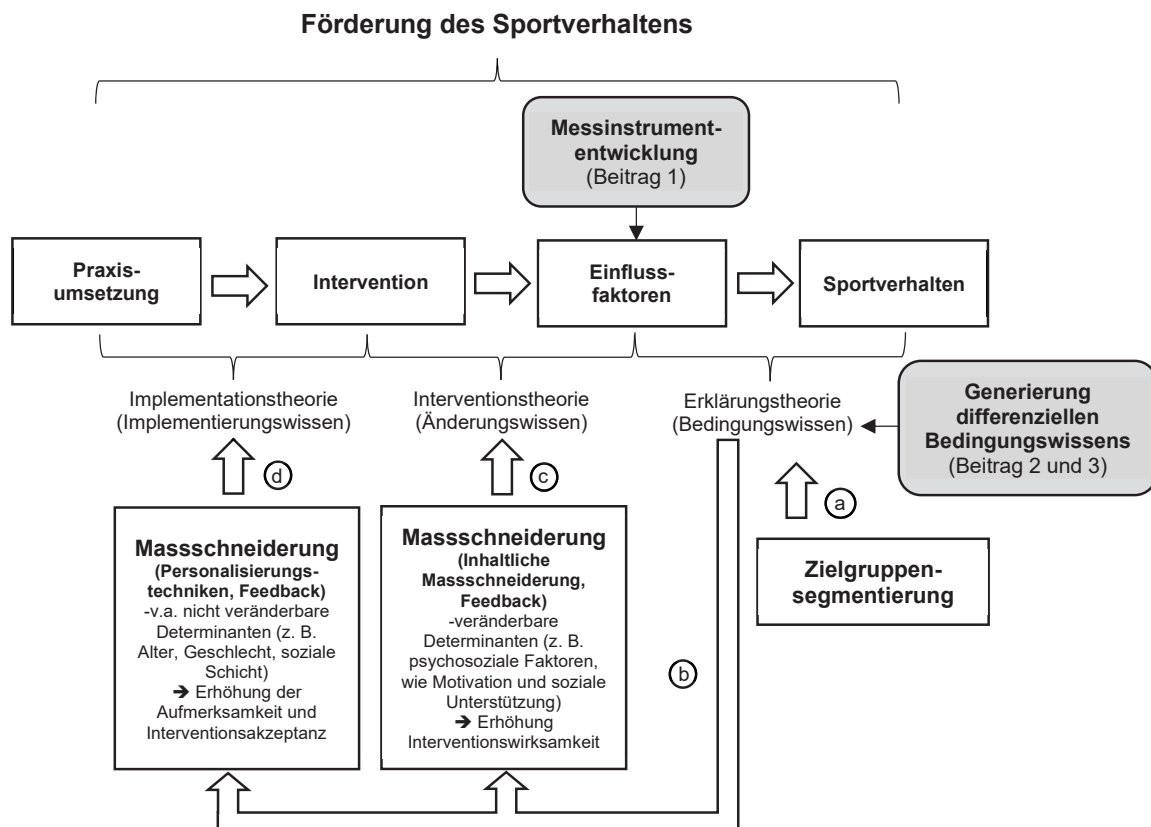 Förderung des Sportverhaltens
Messinstrument-
entwicklung
(Beitrag 1)
Praxis-
umsetzung
Intervention
Einfluss-
faktoren
Sportverhalten
Implementationstheorie
(Implementierungswissen)
Interventionstheorie
(Änderungswissen)
Erklärungstheorie
(Bedingungswissen)
Generierung
differenziellen
Bedingungswissens
(Beitrag 2 und 3)
d
c
a
Massschneiderung
(Personalisierungs-
techniken, Feedback)
-v.a. nicht veränderbare
Determinanten (z. B.
Alter, Geschlecht, soziale
Schicht)
➔ Erhöhung der
Aufmerksamkeit und
Interventionsakzeptanz
Massschneiderung
(Inhaltliche
Massschneiderung,
Feedback)
-veränderbare
Determinanten (z. B.
psychosoziale Faktoren,
wie Motivation und soziale
Unterstützung)
➔ Erhöhung
Interventionswirksamkeit
b
Zielgruppen-
segmentierung